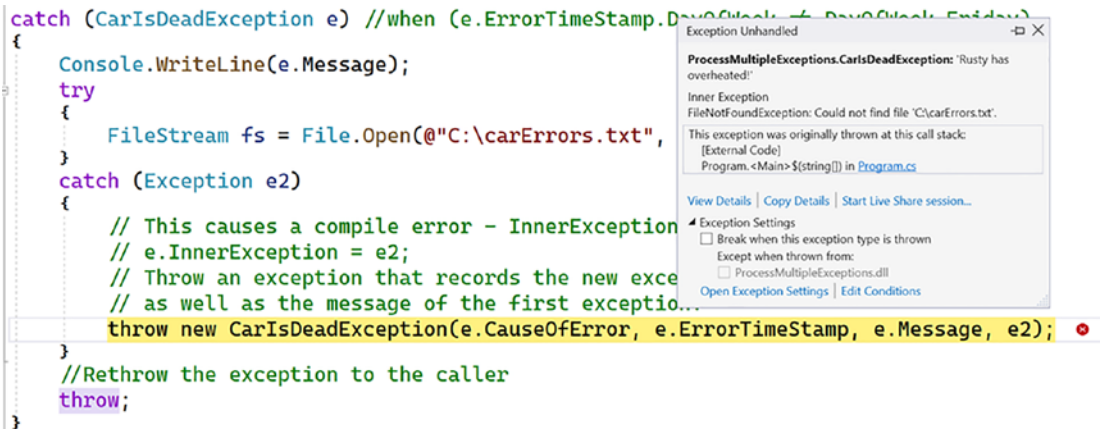 catch (CarIsDeadException e) //when (e.ErrorTimeStamp.DayOfWeek ≠ DayOfWeek.Friday)
{
Console.WriteLine(e.Message);
try
{
FileStream fs = File.Open(@"C:\carErrors.txt",
}
catch (Exception e2)
{
// This causes a compile error - InnerException
// e.InnerException = e2;
// Throw an exception that records the new exce
// as well as the message of the first exception.
throw new CarIsDeadException(e.CauseOfError, e.ErrorTimeStamp, e.Message, e2);
}
//Rethrow the exception to the caller
throw;
}
Exception Unhandled
ProcessMultipleExceptions.CarIsDeadException: 'Rusty has
overheated!'
Inner Exception
FileNotFoundException: Could not find file 'C:\carErrors.txt'.
This exception was originally thrown at this call stack:
[External Code]
Program.<Main>$(string[]) in Program.cs
View Details | Copy Details | Start Live Share session...
Exception Settings
Break when this exception type is thrown
Except when thrown from:
ProcessMultipleExceptions.dll
Open Exception Settings | Edit Conditions